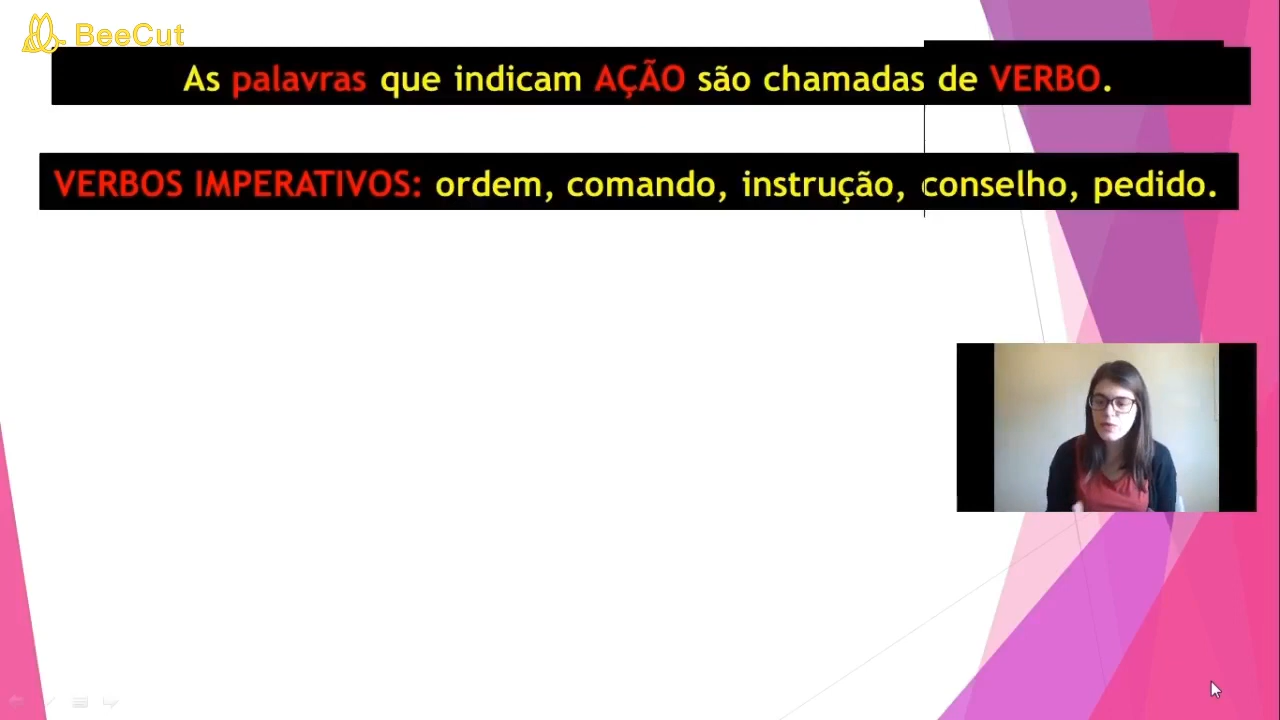 BeeCut
As palavras que indicam AÇÃO são chamadas de VERBO.
VERBOS IMPERATIVOS: ordem, comando, instrução, conselho, pedido.